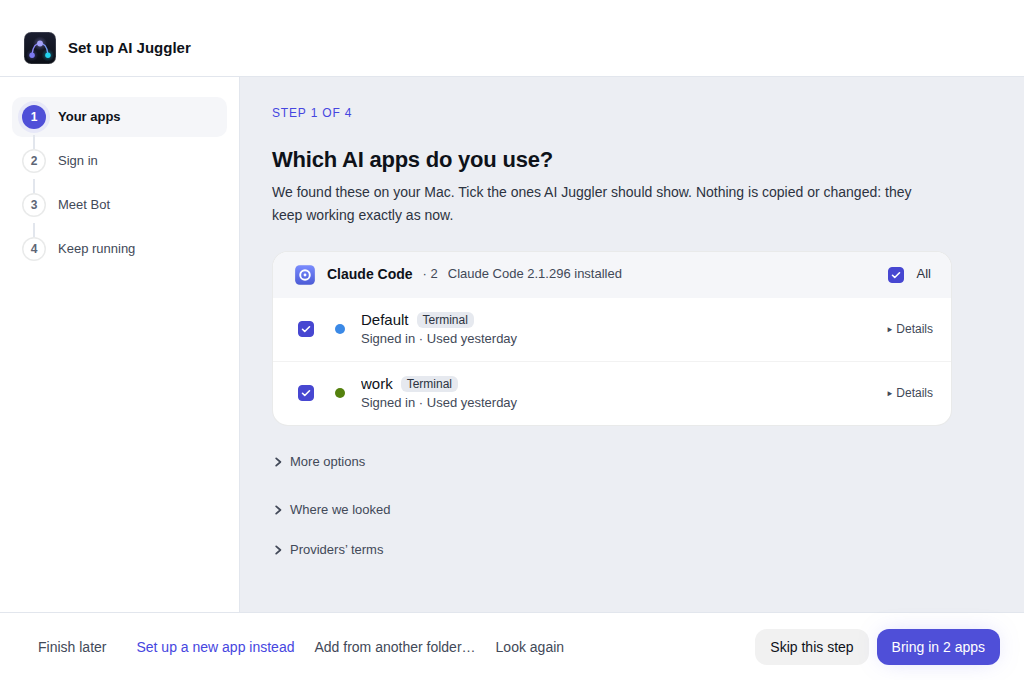 Set up AI Juggler
1 Your apps
2 Sign in
3 Meet Bot
4 Keep running
STEP 1 OF 4
Which AI apps do you use?
We found these on your Mac. Tick the ones AI Juggler should show. Nothing is copied or changed: they
keep working exactly as now.
Claude Code · 2 Claude Code 2.1.296 installed All
Default Terminal
Signed in · Used yesterday
▸ Details
work Terminal
Signed in · Used yesterday
▸ Details
More options
Where we looked
Providers’ terms
Finish later Set up a new app instead Add from another folder… Look again Skip this step Bring in 2 apps